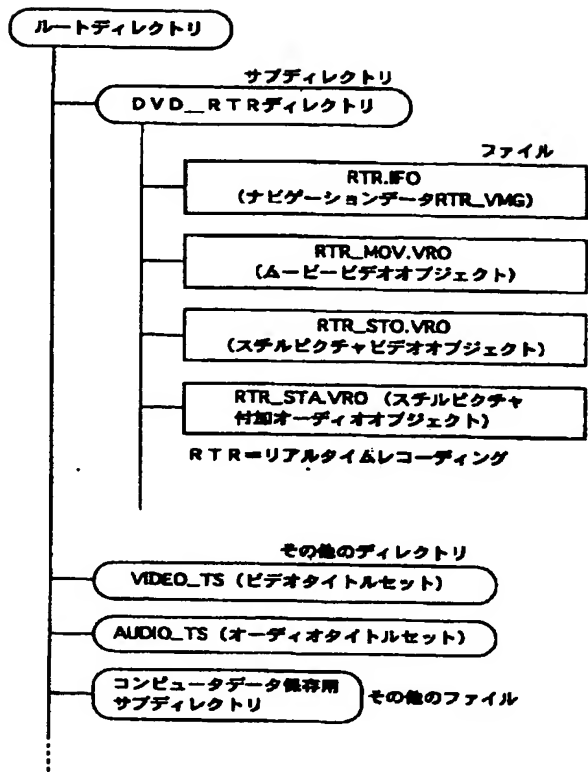 ルートディレクトリ
サブディレクトリ
DVD_RTRディレクトリ
ファイル
RTR.IFO
(ナビゲーションデータRTR_VMG)
RTR_MOV.VRO
(ムービービデオオブジェクト)
RTR_STO.VRO
(スチルピクチャビデオオブジェクト)
RTR_STA.VRO (スチルピクチャ
付加オーディオオブジェクト)
RTR=リアルタイムレコーディング
その他のディレクトリ
VIDEO_TS (ビデオタイトルセット)
AUDIO_TS (オーディオタイトルセット)
コンピュータデータ保存用
サブディレクトリ
その他のファイル